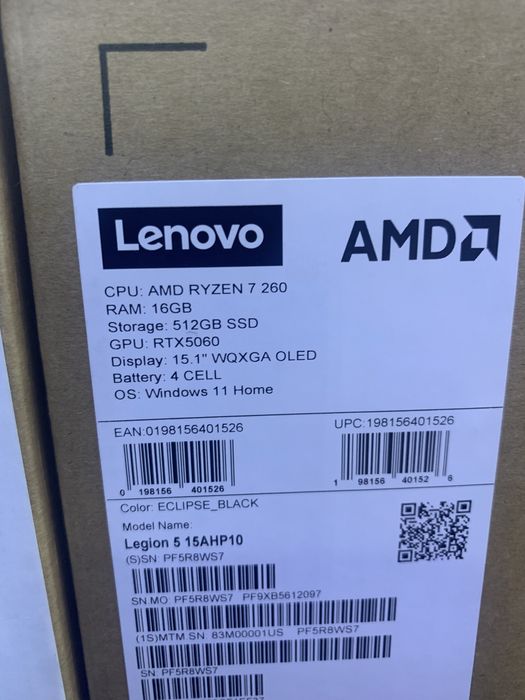 Lenovo
AMD
CPU: AMD RYZEN 7 260
RAM: 16GB
Storage: 512GB SSD
GPU: RTX5060
Display: 15.1" WQXGA OLED
Battery: 4 CELL
OS: Windows 11 Home
EAN:0198156401526
UPC:198156401526
0 198156 401526
1 98156 40152 6
Color: ECLIPSE_BLACK
Model Name:
Legion 5 15AHP10
(S)SN: PF5R8WS7
SN.MO: PF5R8WS7 PF9XB5612097
(1S)MTM SN: 83M00001US PF5R8WS7
SN: PF5R8WS7